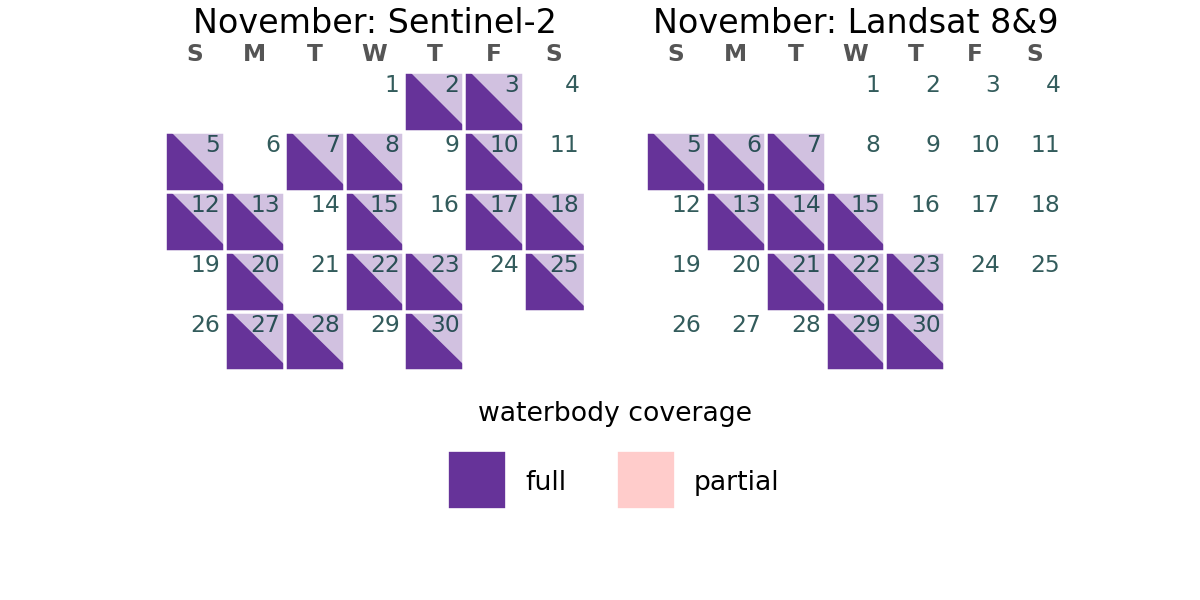 November: Sentinel-2
S M T W T F S
1 2 3 4
5 6 7 8 9 10 11
12 13 14 15 16 17 18
19 20 21 22 23 24 25
26 27 28 29 30
November: Landsat 8&9
S M T W T F S
1 2 3 4
5 6 7 8 9 10 11
12 13 14 15 16 17 18
19 20 21 22 23 24 25
26 27 28 29 30
waterbody coverage
full partial